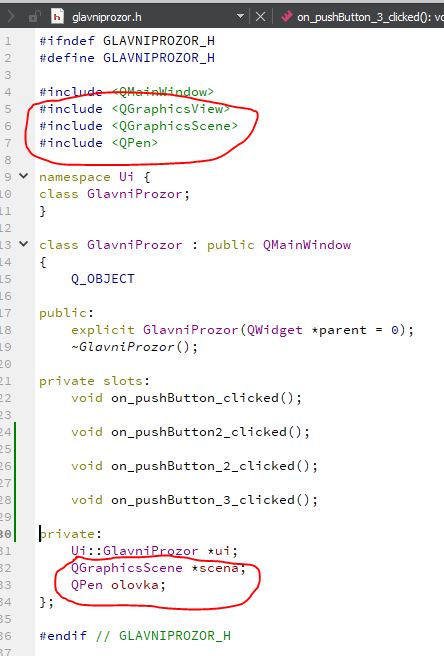 glavniprozor.h on_pushButton_3_clicked(): vo
1 #ifndef GLAVNIPROZOR_H
2 #define GLAVNIPROZOR_H
3
4 #include <QMainWindow>
5 #include <QGraphicsView>
6 #include <QGraphicsScene>
7 #include <QPen>
8
9 namespace Ui {
10 class GlavniProzor;
11 }
12
13 class GlavniProzor : public QMainWindow
14 {
15 Q_OBJECT
16
17 public:
18 explicit GlavniProzor(QWidget *parent = 0);
19 ~GlavniProzor();
20
21 private slots:
22 void on_pushButton_clicked();
23
24 void on_pushButton2_clicked();
25
26 void on_pushButton_2_clicked();
27
28 void on_pushButton_3_clicked();
29
30 private:
31 Ui::GlavniProzor *ui;
32 QGraphicsScene *scena;
33 QPen olovka;
34 };
35
36 #endif // GLAVNIPROZOR_H
37